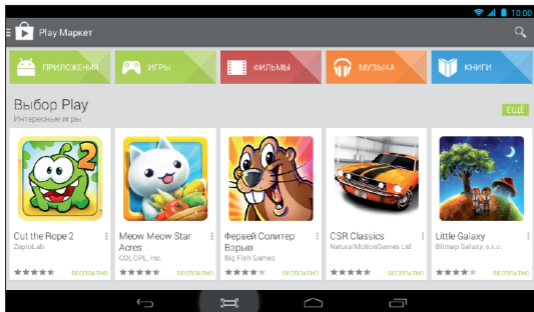 10:00
Play Маркет
ПРИЛОЖЕНИЯ
ИГРЫ
ФИЛЬМЫ
МУЗЫКА
КНИГИ
Выбор Play
Интересные игры
ЕЩЁ
2
Cut the Rope 2
ZeptoLab
БЕСПЛАТНО
Meow Meow Star
Acres
COLOPL, Inc.
БЕСПЛАТНО
Фервей Солитер
Взрыв
Big Fish Games
БЕСПЛАТНО
CSR Classics
NaturalMotionGames Ltd
БЕСПЛАТНО
Little Galaxy
Bitmap Galaxy, s.r.o.
БЕСПЛАТНО